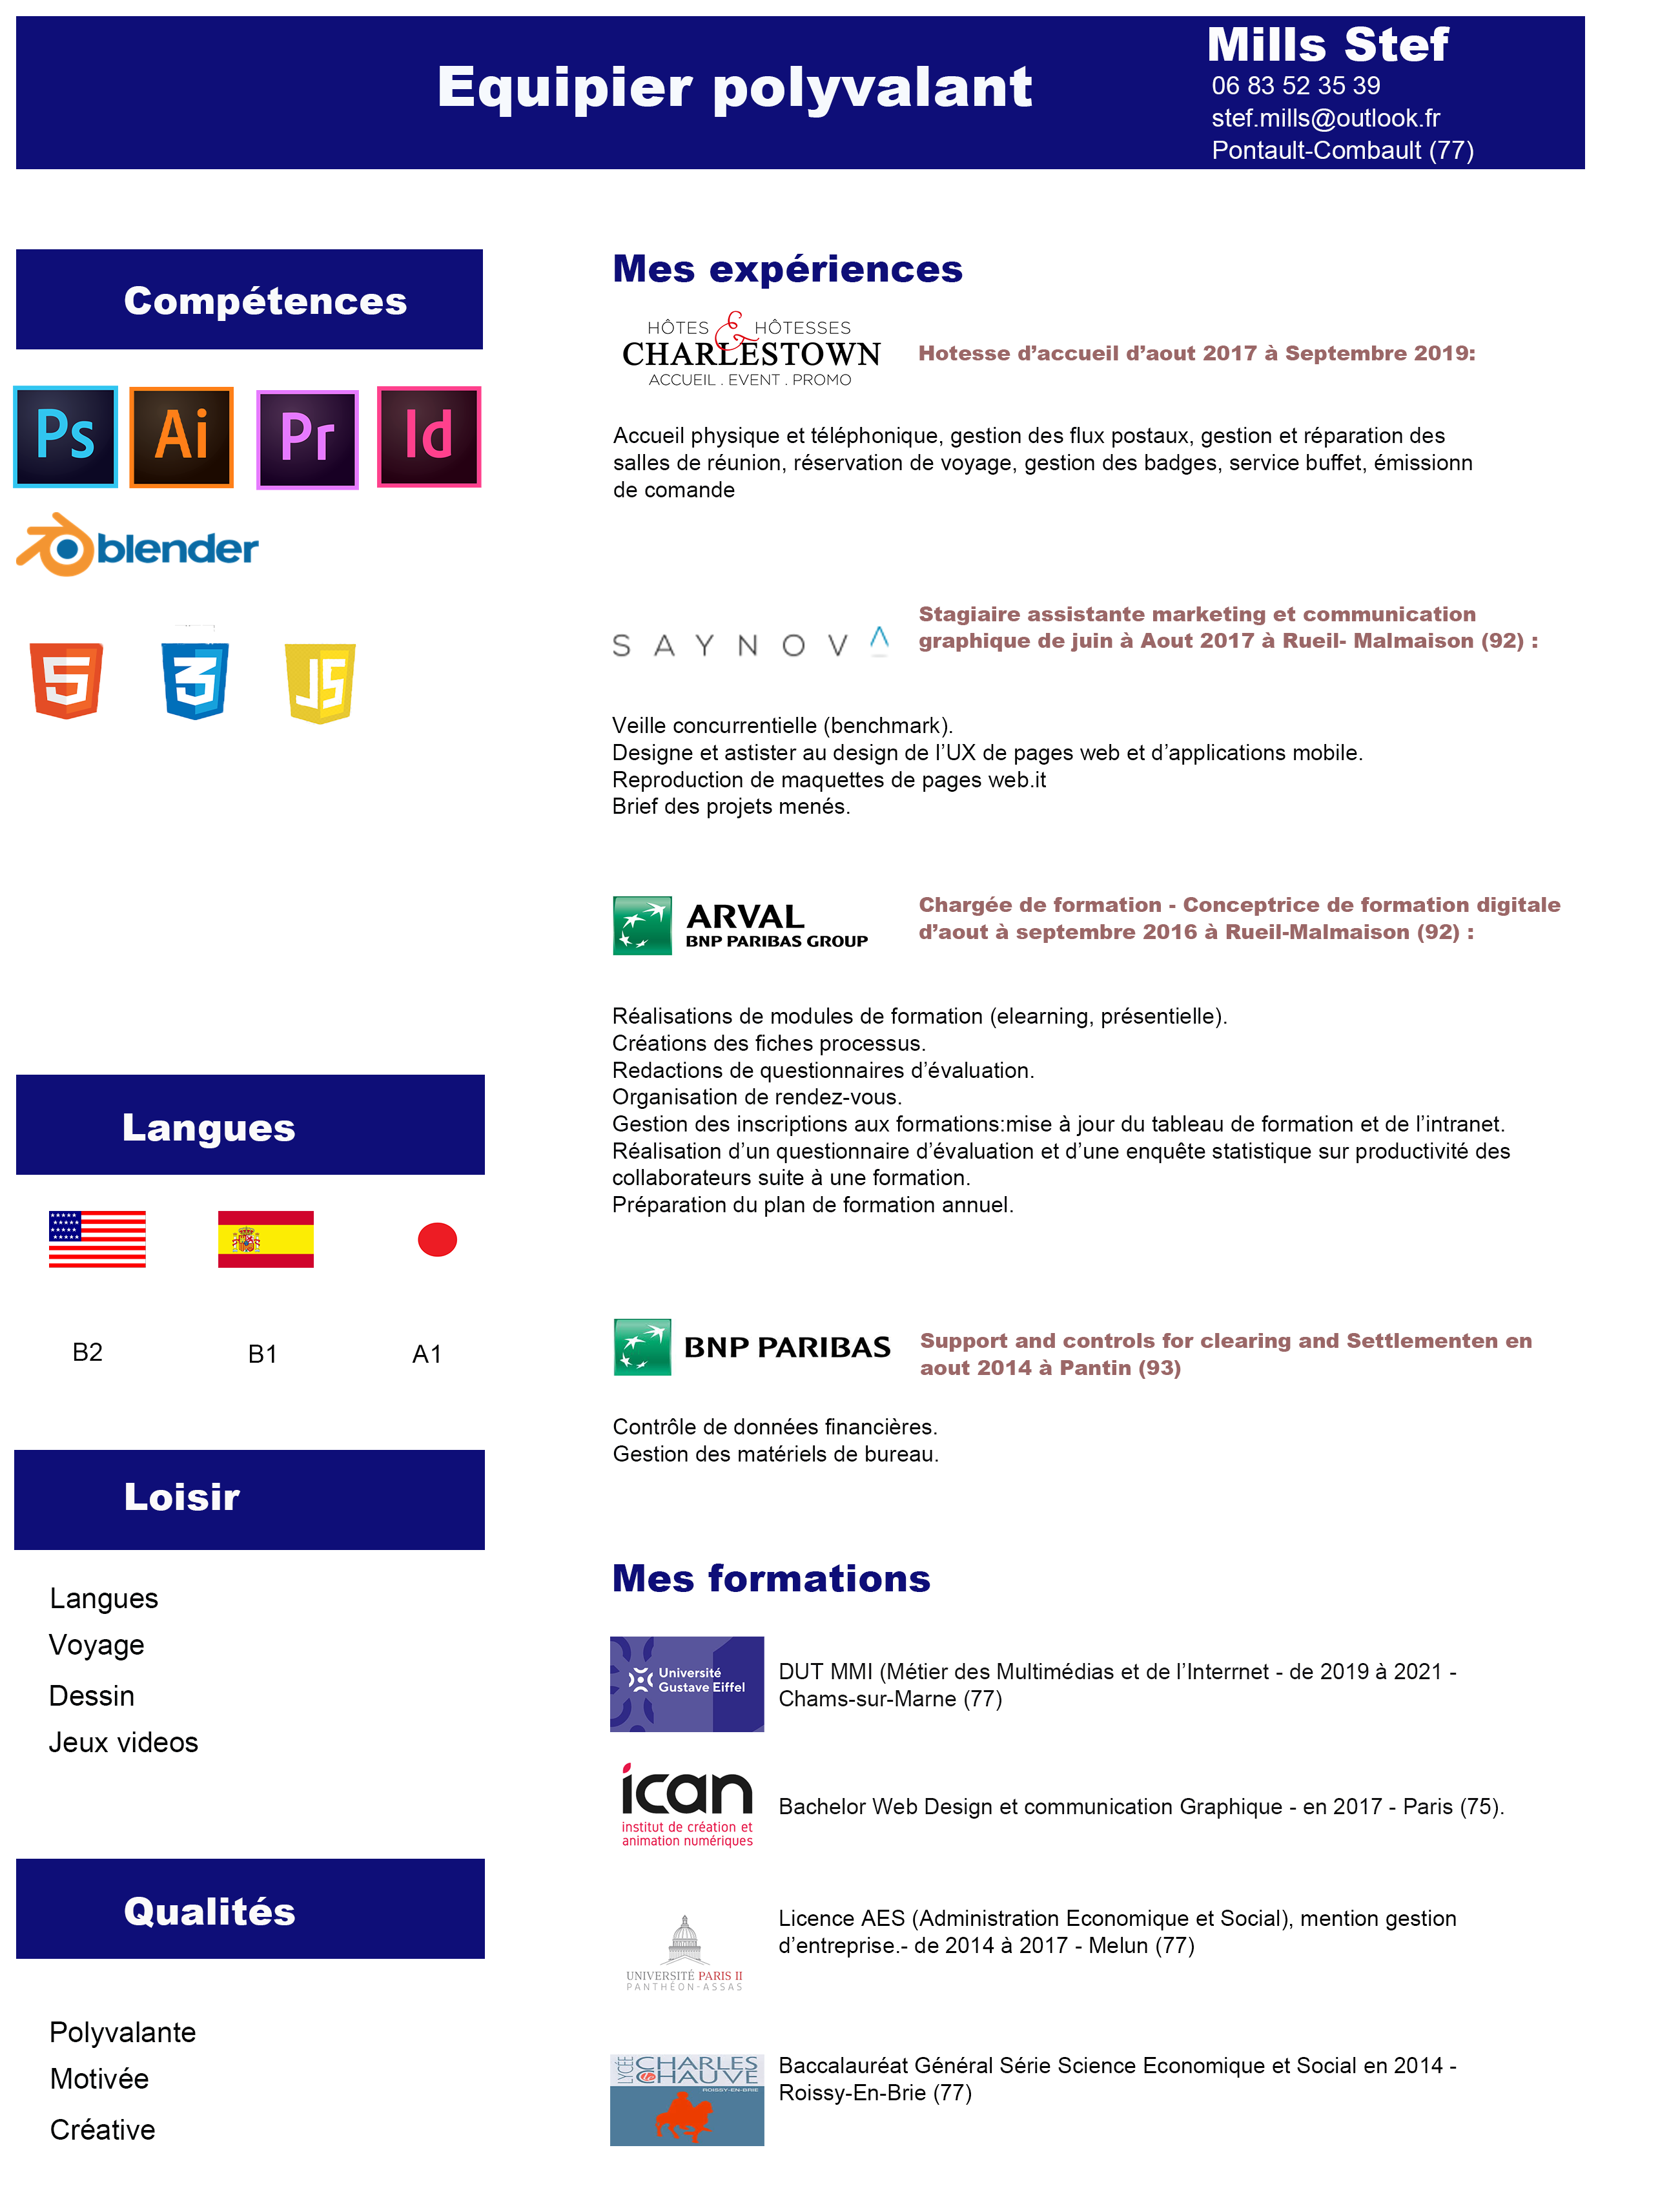 Equipier polyvalant
Mills Stef
06 83 52 35 39
stef.mills@outlook.fr
Pontault-Combault (77)
Compétences
Ps Ai Pr Id
blender
5 3 JS
Langues
B2 B1 A1
Loisir
Langues
Voyage
Dessin
Jeux videos
Qualités
Polyvalante
Motivée
Créative
Mes expériences
HÔTES & HÔTESSES
CHARLESTOWN
ACCUEIL . EVENT . PROMO
Hotesse d’accueil d’aout 2017 à Septembre 2019:
Accueil physique et téléphonique, gestion des flux postaux, gestion et réparation des
salles de réunion, réservation de voyage, gestion des badges, service buffet, émissionn
de comande
SAYNOVA
Stagiaire assistante marketing et communication
graphique de juin à Aout 2017 à Rueil- Malmaison (92) :
Veille concurrentielle (benchmark).
Designe et astister au design de l’UX de pages web et d’applications mobile.
Reproduction de maquettes de pages web.it
Brief des projets menés.
ARVAL
BNP PARIBAS GROUP
Chargée de formation - Conceptrice de formation digitale
d’aout à septembre 2016 à Rueil-Malmaison (92) :
Réalisations de modules de formation (elearning, présentielle).
Créations des fiches processus.
Redactions de questionnaires d’évaluation.
Organisation de rendez-vous.
Gestion des inscriptions aux formations:mise à jour du tableau de formation et de l’intranet.
Réalisation d’un questionnaire d’évaluation et d’une enquête statistique sur productivité des
collaborateurs suite à une formation.
Préparation du plan de formation annuel.
BNP PARIBAS
Support and controls for clearing and Settlementen en
aout 2014 à Pantin (93)
Contrôle de données financières.
Gestion des matériels de bureau.
Mes formations
Université
Gustave Eiffel
DUT MMI (Métier des Multimédias et de l’Interrnet - de 2019 à 2021 -
Chams-sur-Marne (77)
ican
institut de création et
animation numériques
Bachelor Web Design et communication Graphique - en 2017 - Paris (75).
UNIVERSITÉ PARIS II
PANTHÉON-ASSAS
Licence AES (Administration Economique et Social), mention gestion
d’entreprise.- de 2014 à 2017 - Melun (77)
LYCÉE CHARLES
le CHAUVE
ROISSY-EN-BRIE
Baccalauréat Général Série Science Economique et Social en 2014 -
Roissy-En-Brie (77)